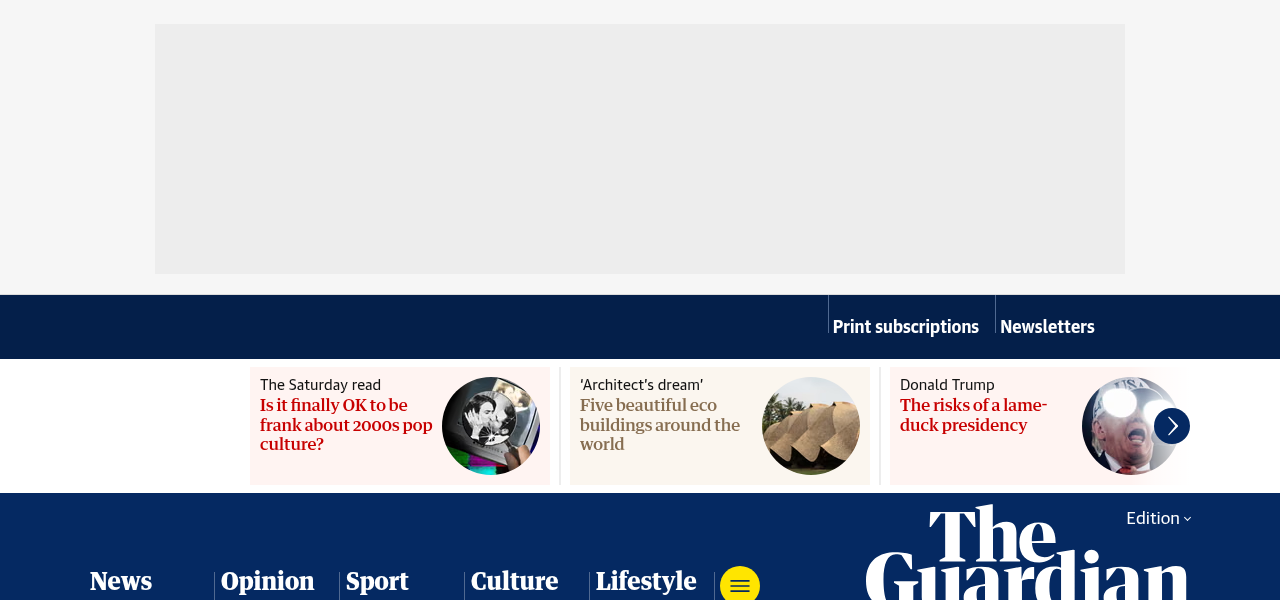 Print subscriptions
Newsletters
The Saturday read
Is it finally OK to be
frank about 2000s pop
culture?
‘Architect’s dream’
Five beautiful eco
buildings around the
world
Donald Trump
The risks of a lame-
duck presidency
USA
Edition
The
Guardian
News
Opinion
Sport
Culture
Lifestyle